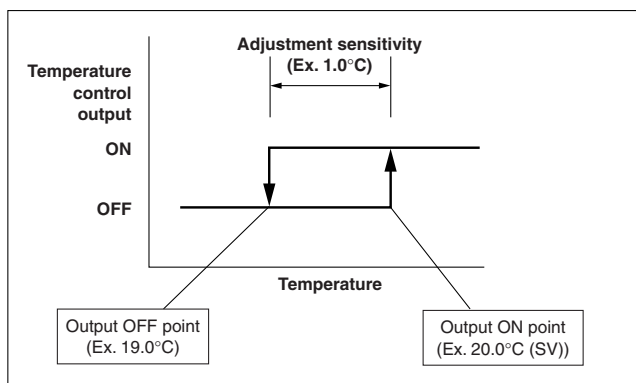 Adjustment sensitivity
(Ex. 1.0°C)
Temperature
control
output
ON
OFF
Temperature
Output OFF point
(Ex. 19.0°C)
Output ON point
(Ex. 20.0°C (SV))